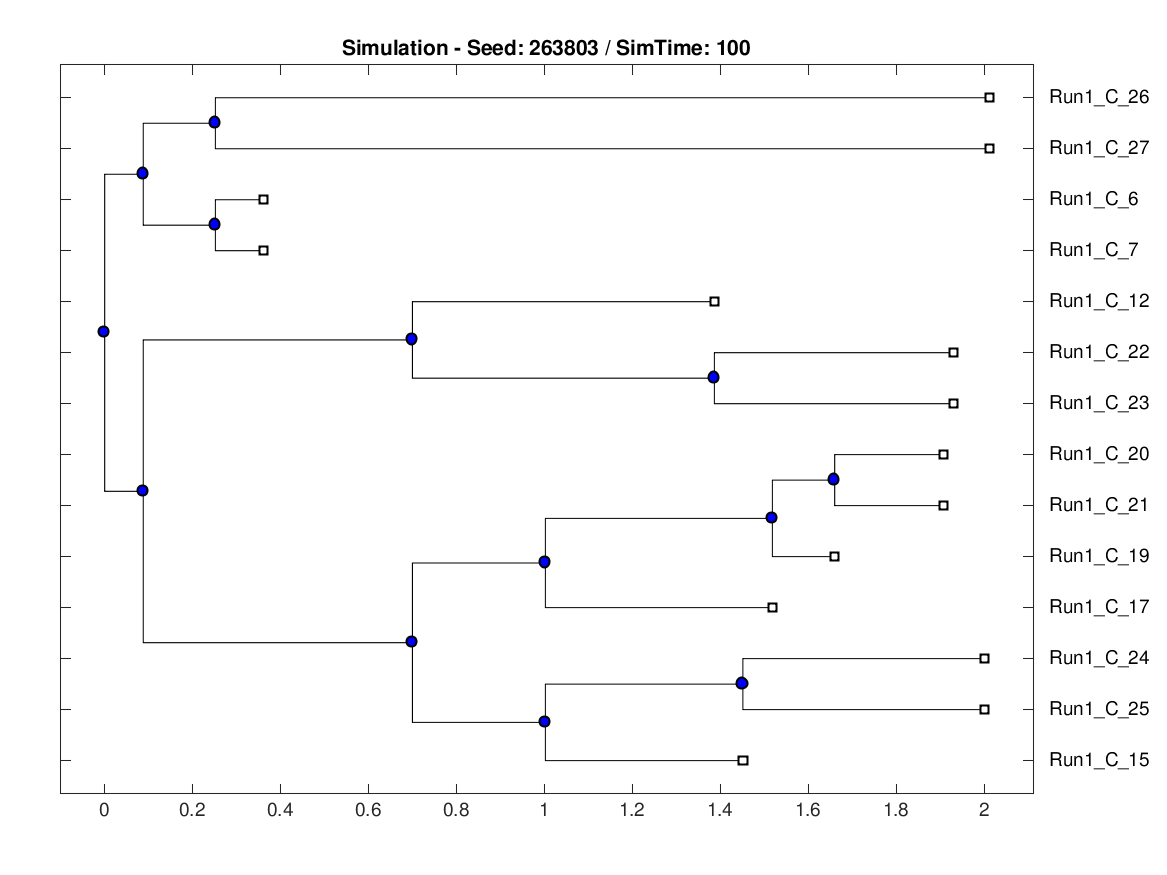 Simulation - Seed: 263803 / SimTime: 100
Run1_C_26
Run1_C_27
Run1_C_6
Run1_C_7
Run1_C_12
Run1_C_22
Run1_C_23
Run1_C_20
Run1_C_21
Run1_C_19
Run1_C_17
Run1_C_24
Run1_C_25
Run1_C_15
0 0.2 0.4 0.6 0.8 1 1.2 1.4 1.6 1.8 2